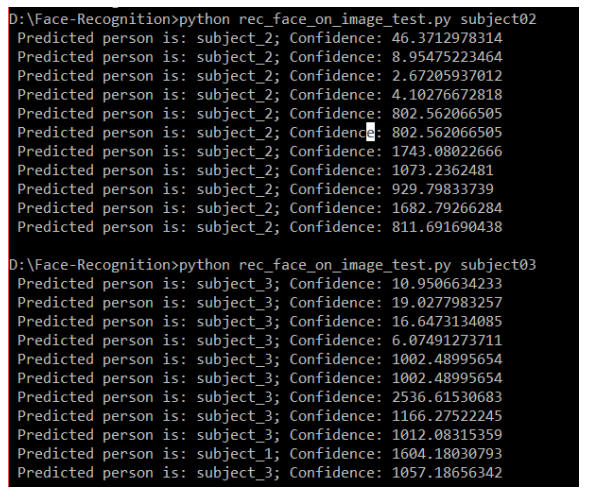 D:\Face-Recognition>python rec_face_on_image_test.py subject02
Predicted person is: subject_2; Confidence: 46.3712978314
Predicted person is: subject_2; Confidence: 8.95475223464
Predicted person is: subject_2; Confidence: 2.67205937012
Predicted person is: subject_2; Confidence: 4.10276672818
Predicted person is: subject_2; Confidence: 802.562066505
Predicted person is: subject_2; Confidence: 802.562066505
Predicted person is: subject_2; Confidence: 1743.08022666
Predicted person is: subject_2; Confidence: 1073.2362481
Predicted person is: subject_2; Confidence: 929.79833739
Predicted person is: subject_2; Confidence: 1682.79266284
Predicted person is: subject_2; Confidence: 811.691690438
D:\Face-Recognition>python rec_face_on_image_test.py subject03
Predicted person is: subject_3; Confidence: 10.9506634233
Predicted person is: subject_3; Confidence: 19.0277983257
Predicted person is: subject_3; Confidence: 16.6473134085
Predicted person is: subject_3; Confidence: 6.07491273711
Predicted person is: subject_3; Confidence: 1002.48995654
Predicted person is: subject_3; Confidence: 1002.48995654
Predicted person is: subject_3; Confidence: 2536.61530683
Predicted person is: subject_3; Confidence: 1166.27522245
Predicted person is: subject_3; Confidence: 1012.08315359
Predicted person is: subject_1; Confidence: 1604.18030793
Predicted person is: subject_3; Confidence: 1057.18656342